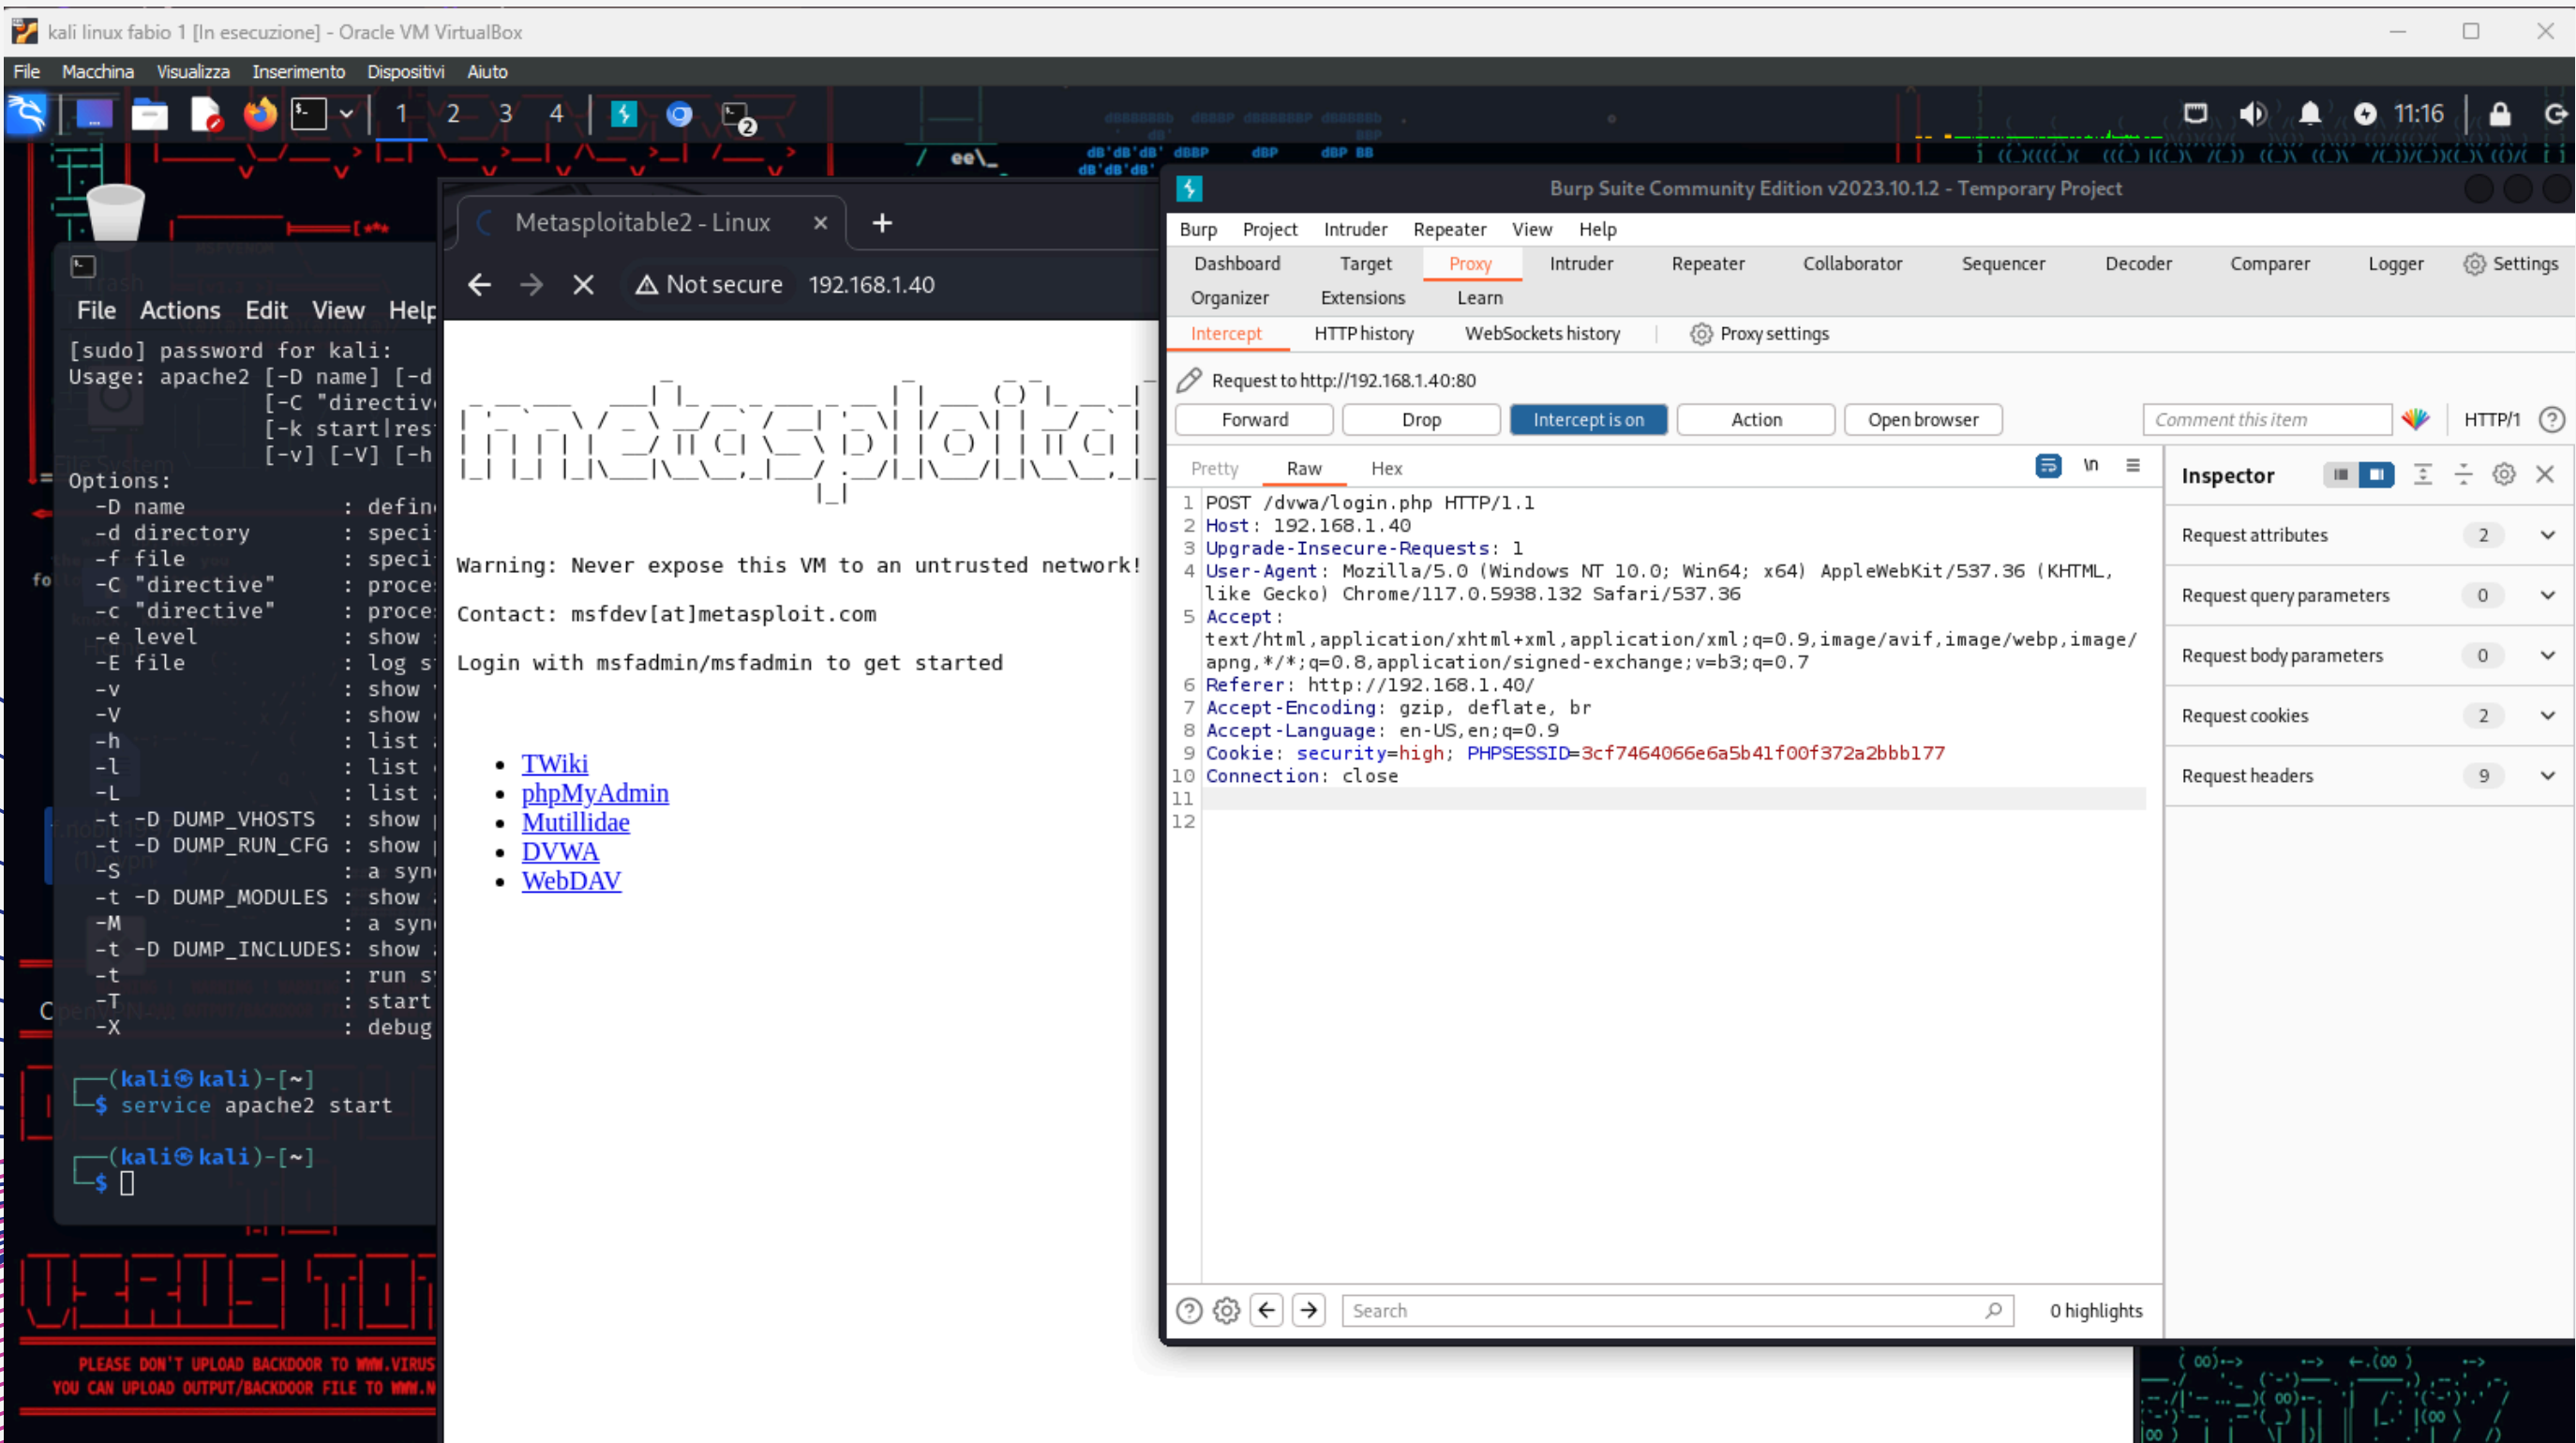 kali linux fabio 1 [In esecuzione] - Oracle VM VirtualBox
File Macchina Visualizza Inserimento Dispositivi Aiuto
1 2 3 4
2
11:16
Metasploitable2 - Linux
Not secure 192.168.1.40
File Actions Edit View Help
[sudo] password for kali:
Usage: apache2 [-D name] [-d
[-C "directive
[-k start|res
[-v] [-V] [-h
Options:
-D name : define
-d directory : speci
-f file : speci
-C "directive" : proce
-c "directive" : proce
-e level : show
-E file : log s
-v : show
-V : show
-h : list
-l : list
-L : list
-t -D DUMP_VHOSTS : show
-t -D DUMP_RUN_CFG : show
-S : a syn
-t -D DUMP_MODULES : show
-M : a syn
-t -D DUMP_INCLUDES: show
-t : run s
-T : start
-X : debug
(kali㉿kali)-[~]
$ service apache2 start
(kali㉿kali)-[~]
$
PLEASE DON'T UPLOAD BACKDOOR TO WWW.VIRUS
YOU CAN UPLOAD OUTPUT/BACKDOOR FILE TO WWW.N
Warning: Never expose this VM to an untrusted network!
Contact: msfdev[at]metasploit.com
Login with msfadmin/msfadmin to get started
TWiki
phpMyAdmin
Mutillidae
DVWA
WebDAV
Burp Suite Community Edition v2023.10.1.2 - Temporary Project
Burp Project Intruder Repeater View Help
Dashboard Target Proxy Intruder Repeater Collaborator Sequencer Decoder Comparer Logger Settings
Organizer Extensions Learn
Intercept HTTP history WebSockets history Proxy settings
Request to http://192.168.1.40:80
Forward Drop Intercept is on Action Open browser Comment this item HTTP/1
Pretty Raw Hex \n
1 POST /dvwa/login.php HTTP/1.1
2 Host: 192.168.1.40
3 Upgrade-Insecure-Requests: 1
4 User-Agent: Mozilla/5.0 (Windows NT 10.0; Win64; x64) AppleWebKit/537.36 (KHTML,
like Gecko) Chrome/117.0.5938.132 Safari/537.36
5 Accept:
text/html,application/xhtml+xml,application/xml;q=0.9,image/avif,image/webp,image/
apng,*/*;q=0.8,application/signed-exchange;v=b3;q=0.7
6 Referer: http://192.168.1.40/
7 Accept-Encoding: gzip, deflate, br
8 Accept-Language: en-US,en;q=0.9
9 Cookie: security=high; PHPSESSID=3cf7464066e6a5b41f00f372a2bbb177
10 Connection: close
11
12
Inspector
Request attributes 2
Request query parameters 0
Request body parameters 0
Request cookies 2
Request headers 9
Search 0 highlights